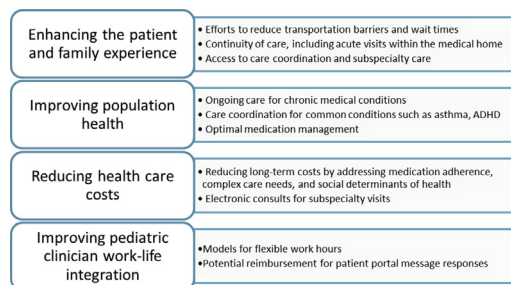 Enhancing the patient
and family experience
• Efforts to reduce transportation barriers and wait times
• Continuity of care, including acute visits within the medical home
• Access to care coordination and subspecialty care
Improving population
health
• Ongoing care for chronic medical conditions
• Care coordination for common conditions such as asthma, ADHD
• Optimal medication management
Reducing health care
costs
• Reducing long-term costs by addressing medication adherence,
complex care needs, and social determinants of health
• Electronic consults for subspecialty visits
Improving pediatric
clinician work-life
integration
•Models for flexible work hours
•Potential reimbursement for patient portal message responses